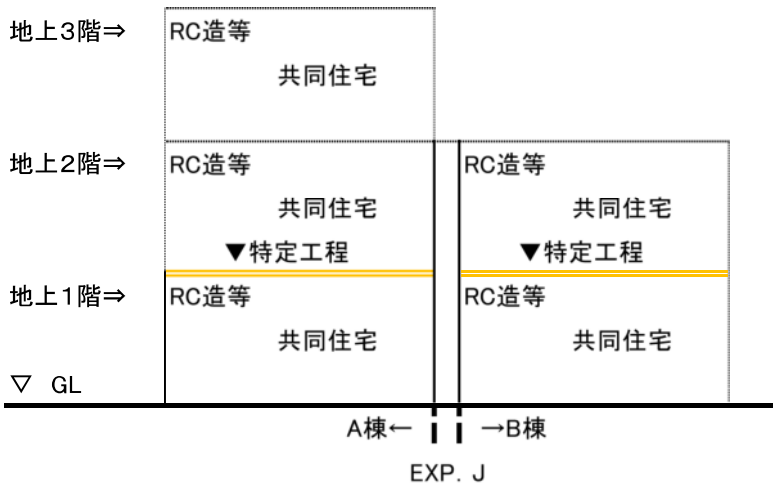 地上3階⇒ RC造等
共同住宅
地上2階⇒ RC造等 RC造等
共同住宅 共同住宅
▼特定工程 ▼特定工程
地上1階⇒ RC造等 RC造等
共同住宅 共同住宅
▽ GL
A棟← →B棟
EXP. J